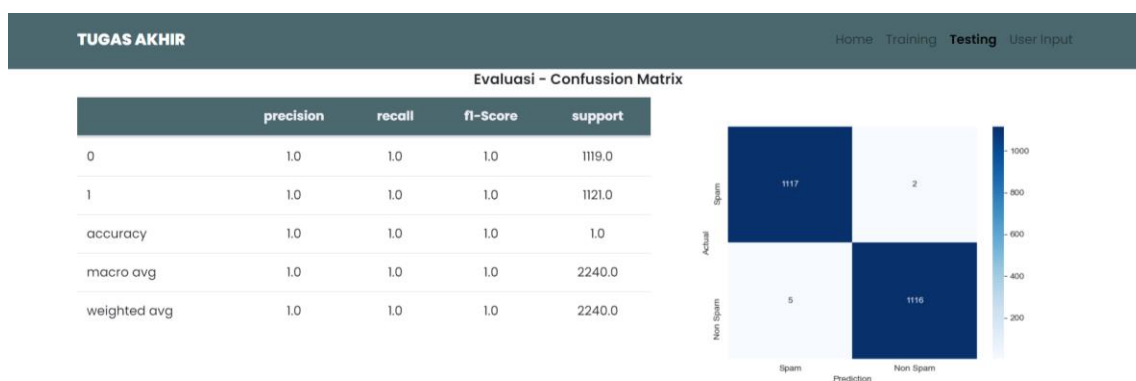 TUGAS AKHIR
Home Training Testing User Input
Evaluasi - Confussion Matrix
precision recall f1-Score support
0 1.0 1.0 1.0 1119.0
1 1.0 1.0 1.0 1121.0
accuracy 1.0 1.0 1.0 1.0
macro avg 1.0 1.0 1.0 2240.0
weighted avg 1.0 1.0 1.0 2240.0
Actual
Spam
Non Spam
1117 2
5 1116
Spam Non Spam
Prediction
1000
800
600
400
200